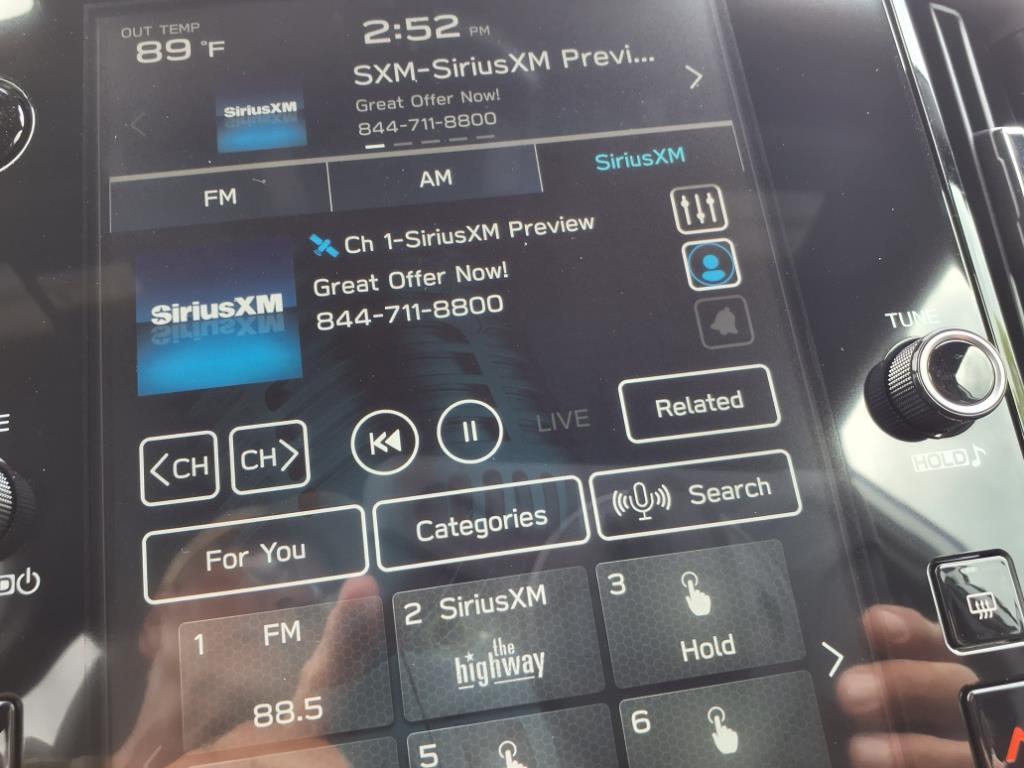 OUT TEMP
89 °F
2:52 PM
SXM-SiriusXM Previ...
Great Offer Now!
844-711-8800
SiriusXM
FM
AM
SiriusXM
Ch 1-SiriusXM Preview
Great Offer Now!
844-711-8800
SiriusXM
TUNE
HOLD
<CH
CH>
LIVE
Related
For You
Categories
Search
1
FM
88.5
2
SiriusXM
the
highway
3
Hold
5
6